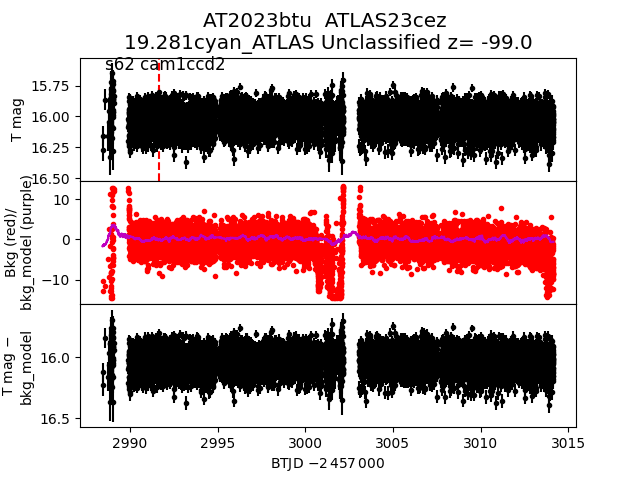 AT2023btu  ATLAS23cez
19.281cyan_ATLAS Unclassified z= -99.0
s62 cam1ccd2
T mag
15.75
16.00
16.25
16.50
Bkg (red)/
bkg_model (purple)
10
0
−10
T mag −
bkg_model
16.0
16.5
2990
2995
3000
3005
3010
3015
BTJD −2 457 000